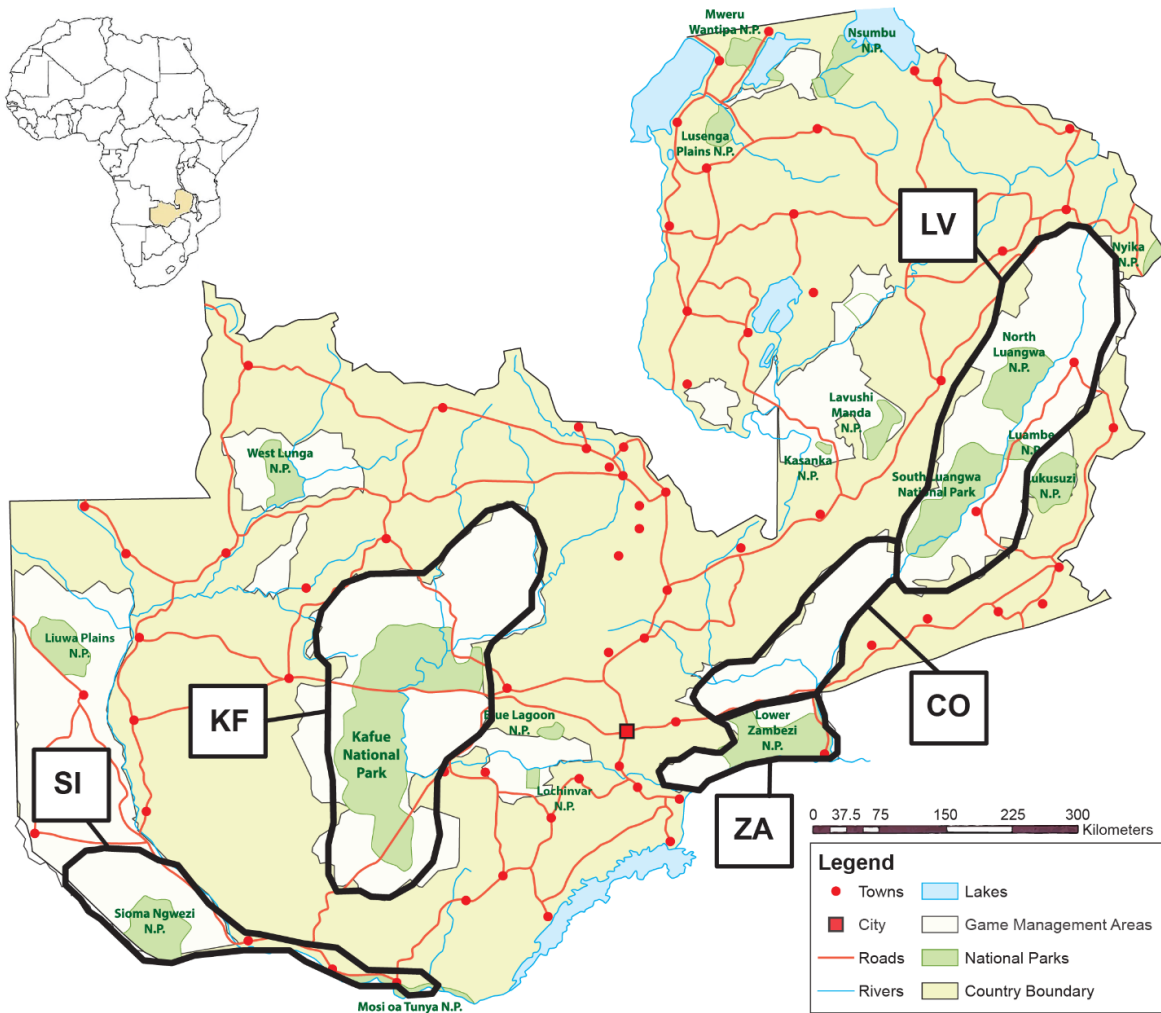 Mweru
Wantipa N.P.
Nsumbu
N.P.
Lusenga
Plains N.P.
LV
Nyika
N.P.
North
Luangwa
N.P.
Lavushi
Manda
N.P.
Luambe
N.P.
Kasanka
N.P.
South Luangwa
National Park
Lukusuzi
N.P.
West Lunga
N.P.
Liuwa Plains
N.P.
KF
Kafue
National
Park
Blue Lagoon
N.P.
Lower
Zambezi
N.P.
CO
SI
Lochinvar
N.P.
ZA
Sioma Ngwezi
N.P.
Mosi oa Tunya N.P.
0 37.5 75 150 225 300
Kilometers
Legend
Towns
Lakes
City
Game Management Areas
Roads
National Parks
Rivers
Country Boundary